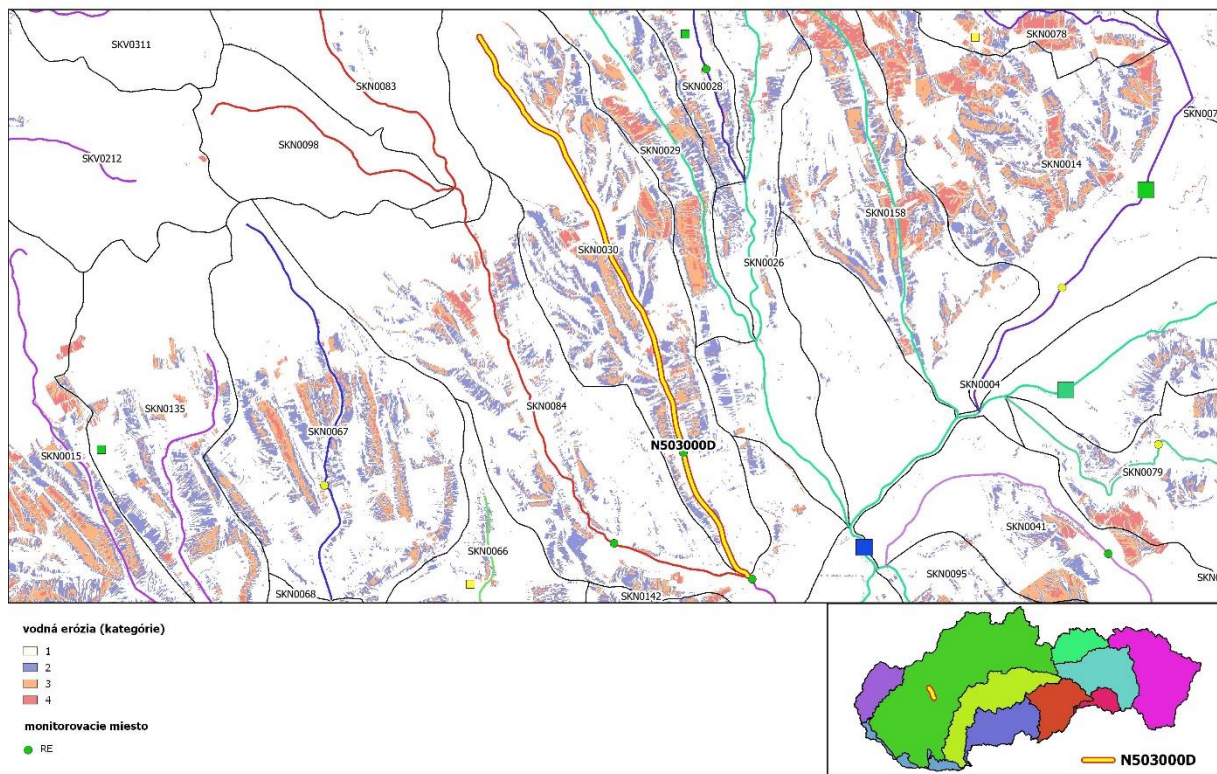 SKV0311
SKN0083
SKN0028
SKN0078
SKN0098
SKV0212
SKN0029
SKN0014
SKN0158
SKN0030
SKN0026
SKN0004
SKN0135
SKN0084
SKN0067
SKN0015
N503000D
SKN0079
SKN0041
SKN0066
SKN0095
SKN0068
SKN0142
vodná erózia (kategórie)
1
2
3
4
monitorovacie miesto
RE
N503000D